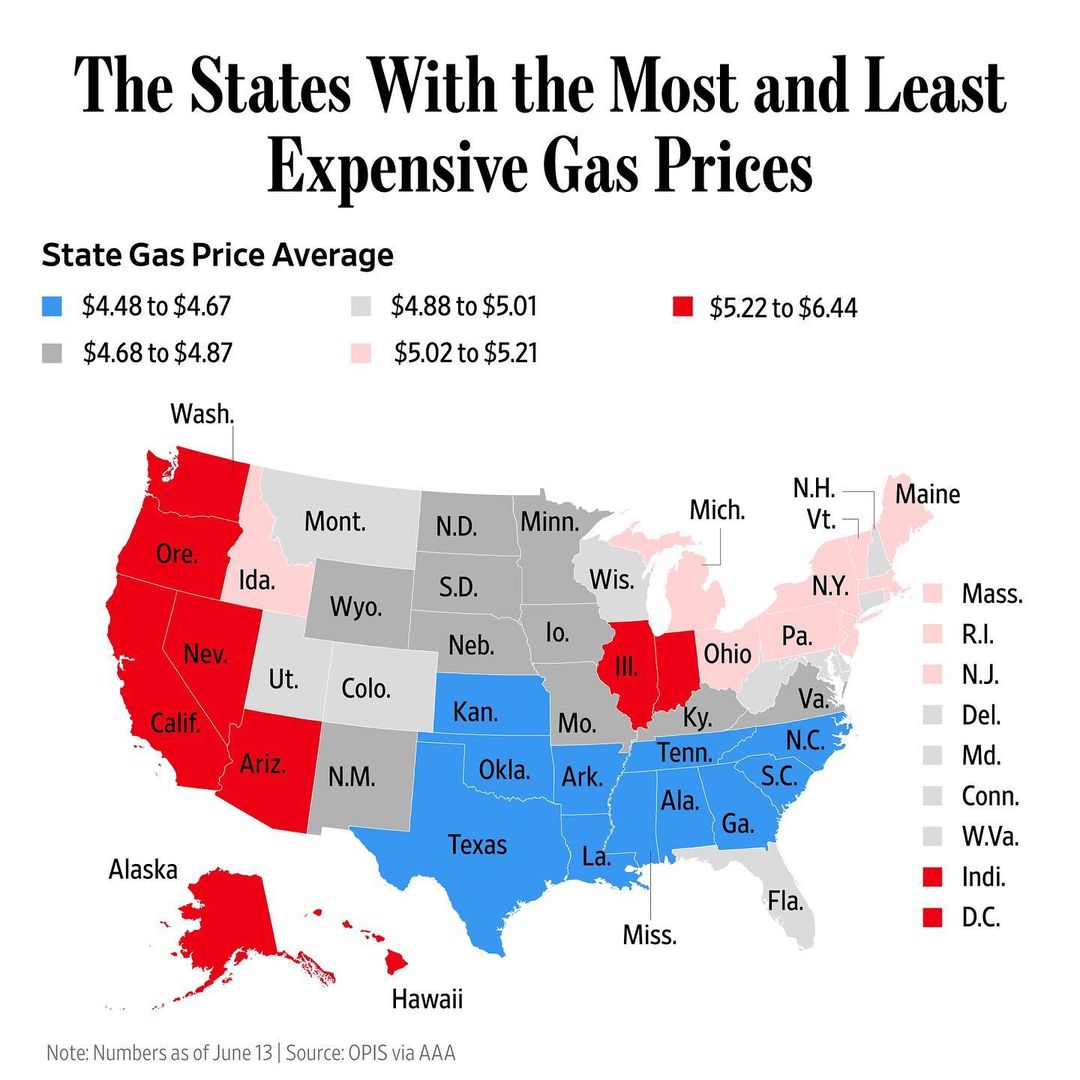 The States With the Most and Least
Expensive Gas Prices
State Gas Price Average
$4.48 to $4.67
$4.88 to $5.01
$5.22 to $6.44
$4.68 to $4.87
$5.02 to $5.21
Wash.
Ore.
Ida.
Mont.
N.D.
Minn.
Mich.
N.H.
Vt.
Maine
Wyo.
S.D.
Wis.
N.Y.
Nev.
Ut.
Colo.
Neb.
Io.
Ill.
Ohio
Pa.
Calif.
Ariz.
N.M.
Kan.
Mo.
Ky.
Va.
Okla.
Ark.
Tenn.
N.C.
S.C.
Texas
La.
Ala.
Ga.
Miss.
Fla.
Alaska
Hawaii
Mass.
R.I.
N.J.
Del.
Md.
Conn.
W.Va.
Indi.
D.C.
Note: Numbers as of June 13 | Source: OPIS via AAA